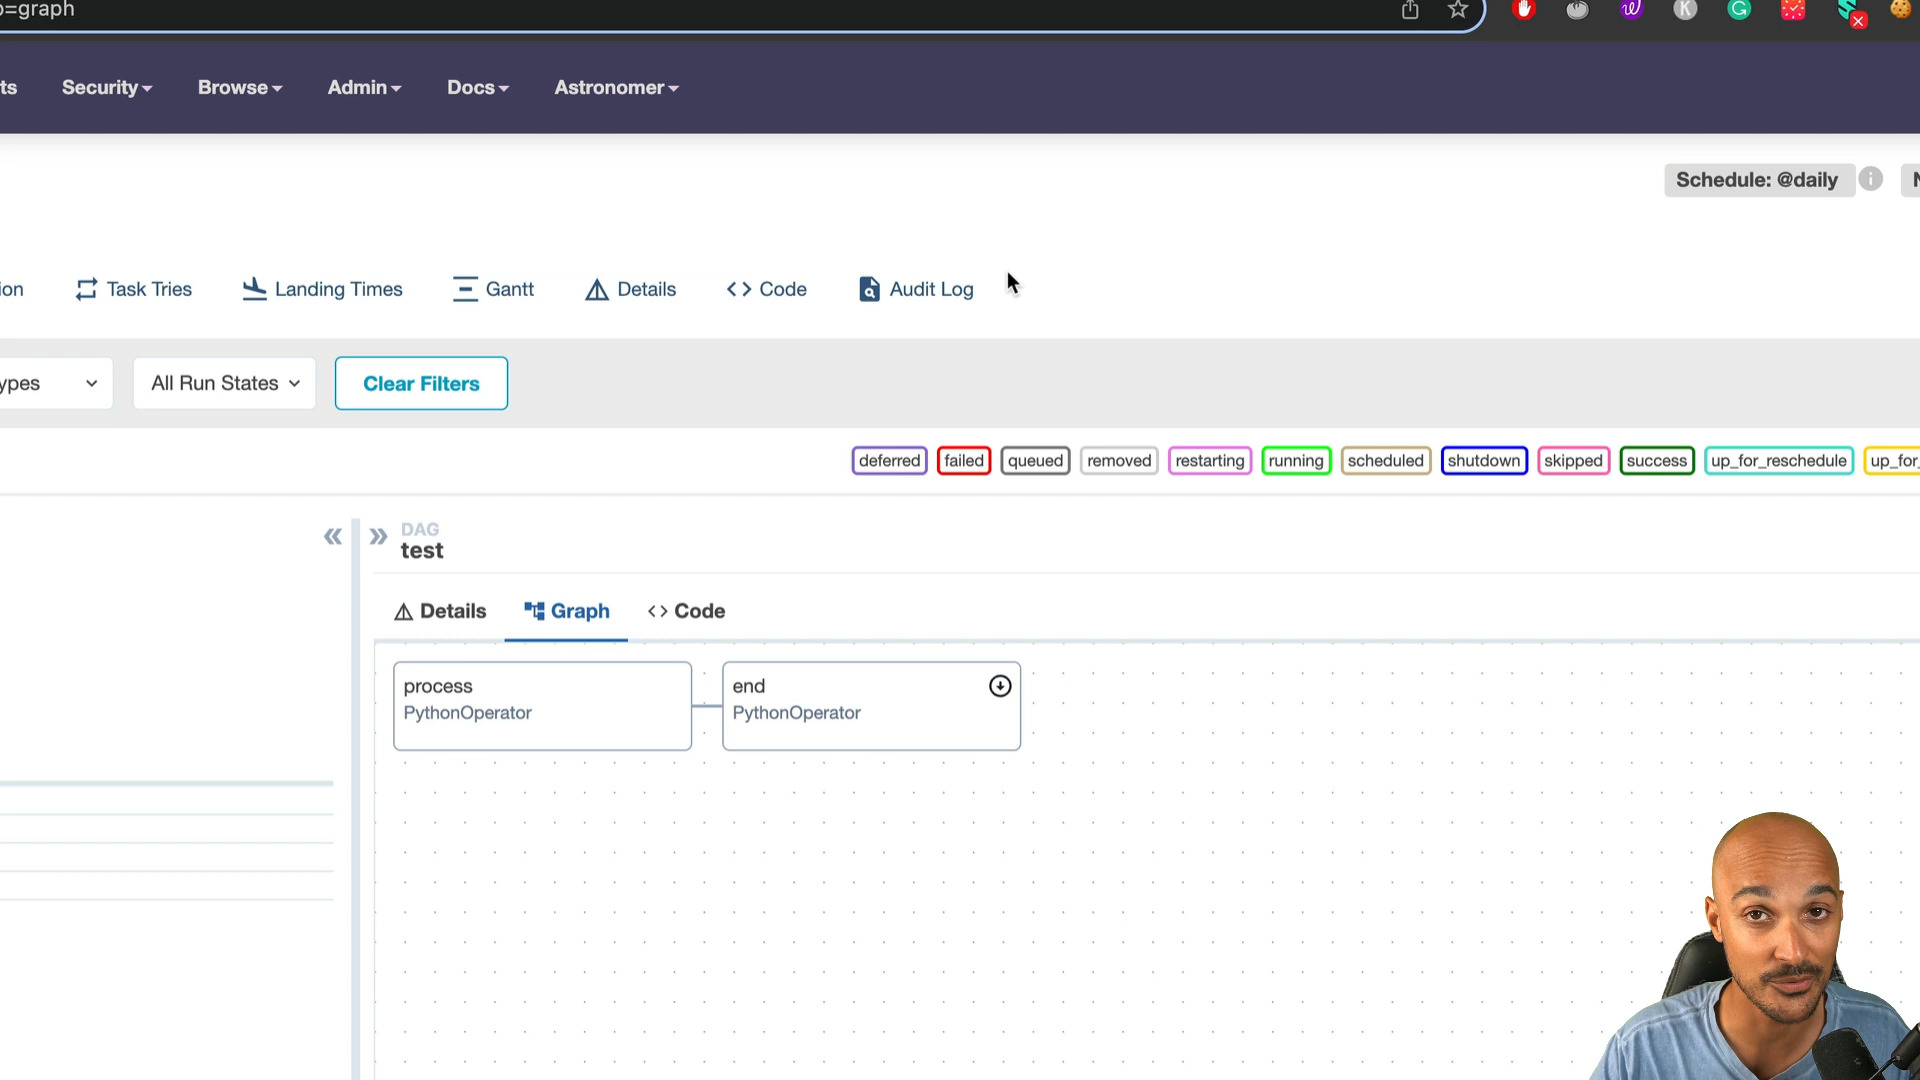 =graph
ts Security Browse Admin Docs Astronomer
Schedule: @daily
ion Task Tries Landing Times Gantt Details Code Audit Log
ypes All Run States Clear Filters
deferred failed queued removed restarting running scheduled shutdown skipped success up_for_reschedule up_for_
DAG
test
Details Graph Code
process end
PythonOperator PythonOperator